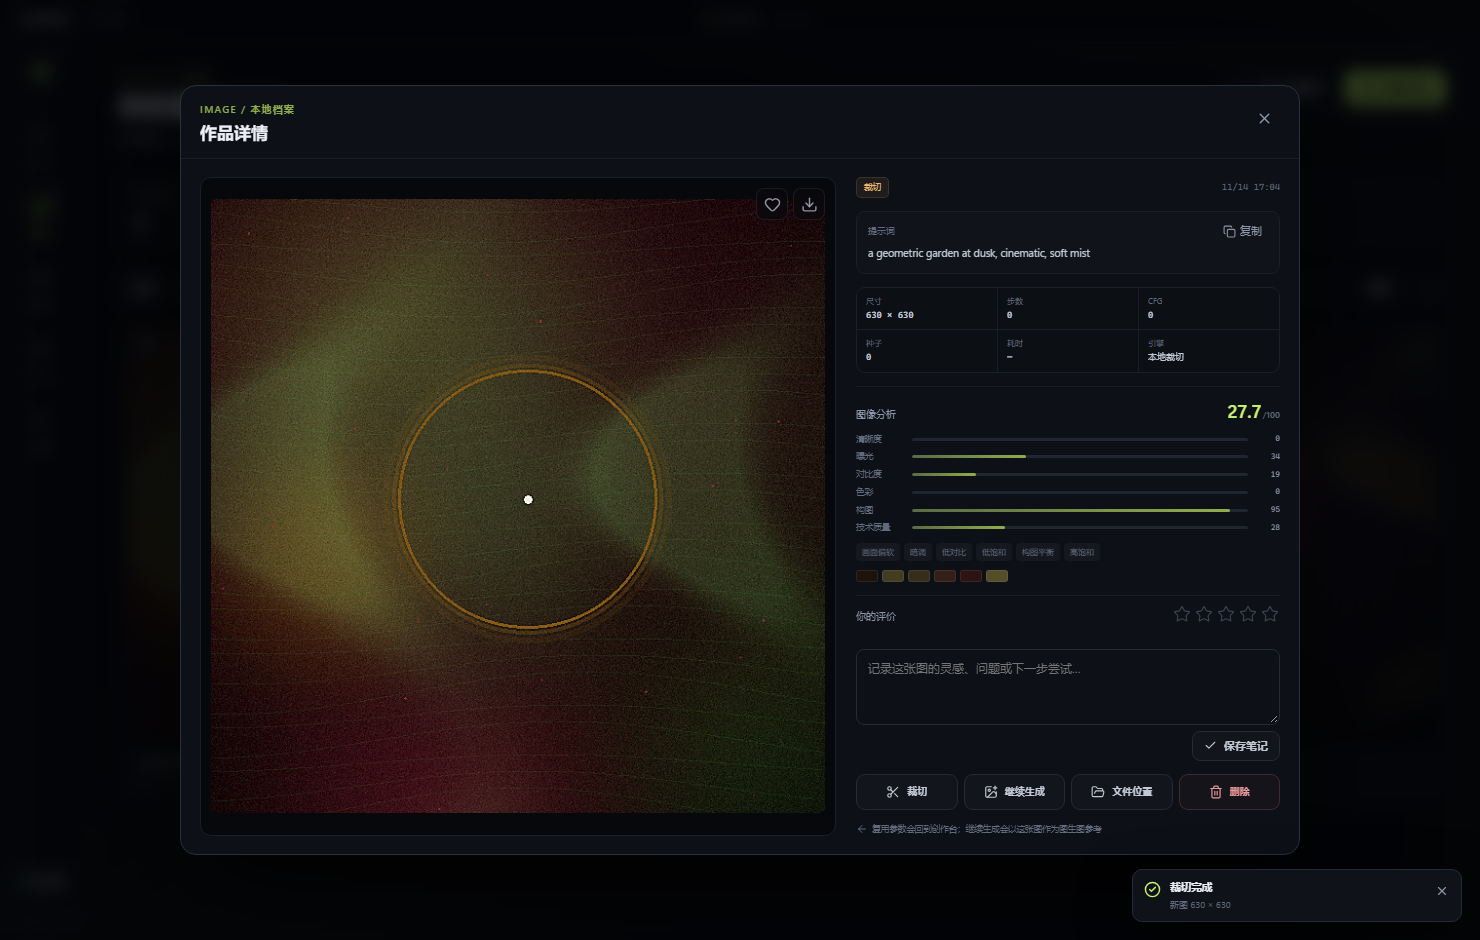 IMAGE / 本地档案
作品详情
裁切
11/14 17:04
提示词
复制
a geometric garden at dusk, cinematic, soft mist
尺寸
步数
CFG
630 × 630
0
0
种子
耗时
引擎
0
—
本地裁切
图像分析
27.7/100
清晰度 0
曝光 34
对比度 19
色彩 0
构图 95
技术质量 28
画面偏软 暗调 低对比 低饱和 构图平衡 高饱和
你的评价
记录这张图的灵感、问题或下一步尝试...
保存笔记
裁切 继续生成 文件位置 删除
复用参数会回到创作台；继续生成会以这张图作为图生图参考
裁切完成
新图 630 × 630